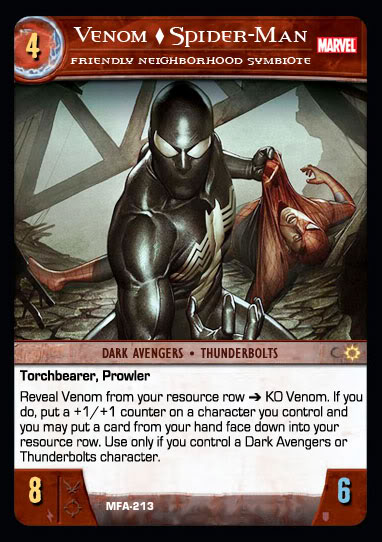 4
Venom ♦ Spider-Man
MARVEL
Friendly Neighborhood Symbiote
DARK AVENGERS • THUNDERBOLTS
C
Torchbearer, Prowler
Reveal Venom from your resource row ➔ KO Venom. If you
do, put a +1/+1 counter on a character you control and
you may put a card from your hand face down into your
resource row. Use only if you control a Dark Avengers or
Thunderbolts character.
8
MFA-213
6